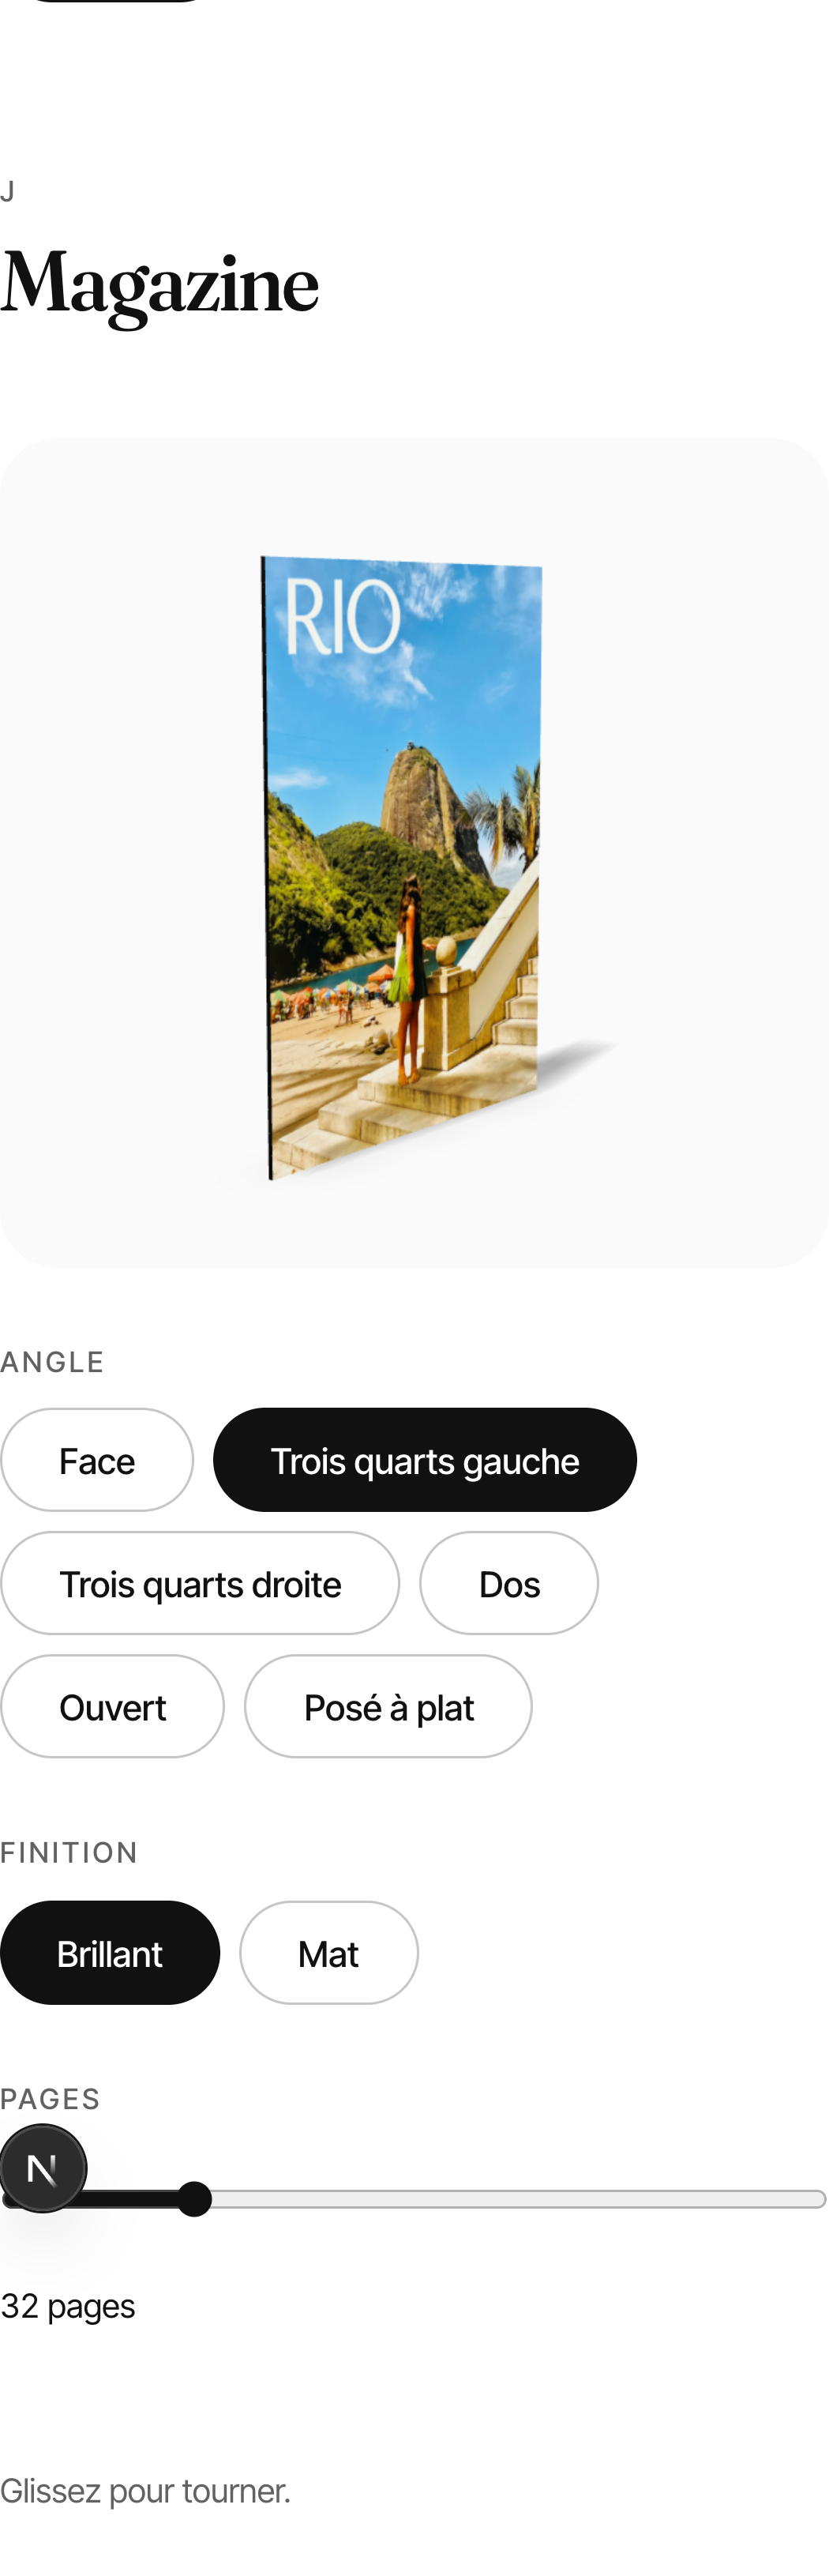 J
Magazine
RIO
ANGLE
Face
Trois quarts gauche
Trois quarts droite
Dos
Ouvert
Posé à plat
FINITION
Brillant
Mat
PAGES
N
32 pages
Glissez pour tourner.